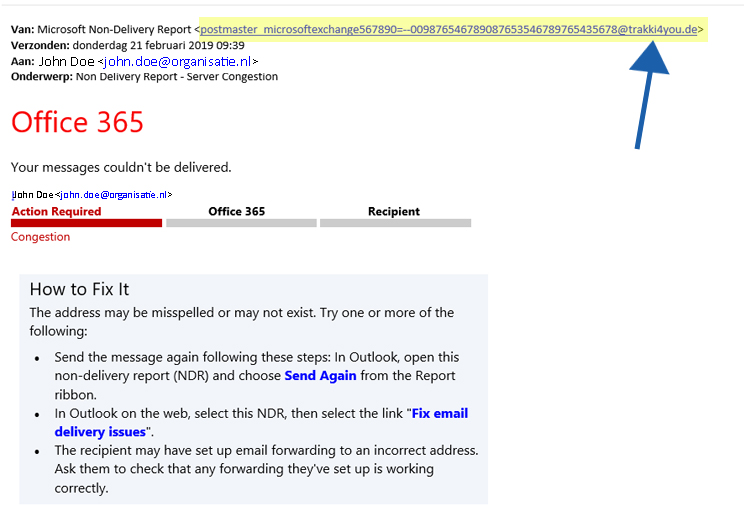 Van: Microsoft Non-Delivery Report <postmaster_microsoftexchange567890=--009876546789087653546789765435678@trakki4you.de>
Verzonden: donderdag 21 februari 2019 09:39
Aan: John Doe <john.doe@organisatie.nl>
Onderwerp: Non Delivery Report - Server Congestion
Office 365
Your messages couldn't be delivered.
John Doe <john.doe@organisatie.nl>
Action Required Office 365 Recipient
Congestion
How to Fix It
The address may be misspelled or may not exist. Try one or more of the
following:
• Send the message again following these steps: In Outlook, open this
non-delivery report (NDR) and choose Send Again from the Report
ribbon.
• In Outlook on the web, select this NDR, then select the link "Fix email
delivery issues".
• The recipient may have set up email forwarding to an incorrect address.
Ask them to check that any forwarding they've set up is working
correctly.